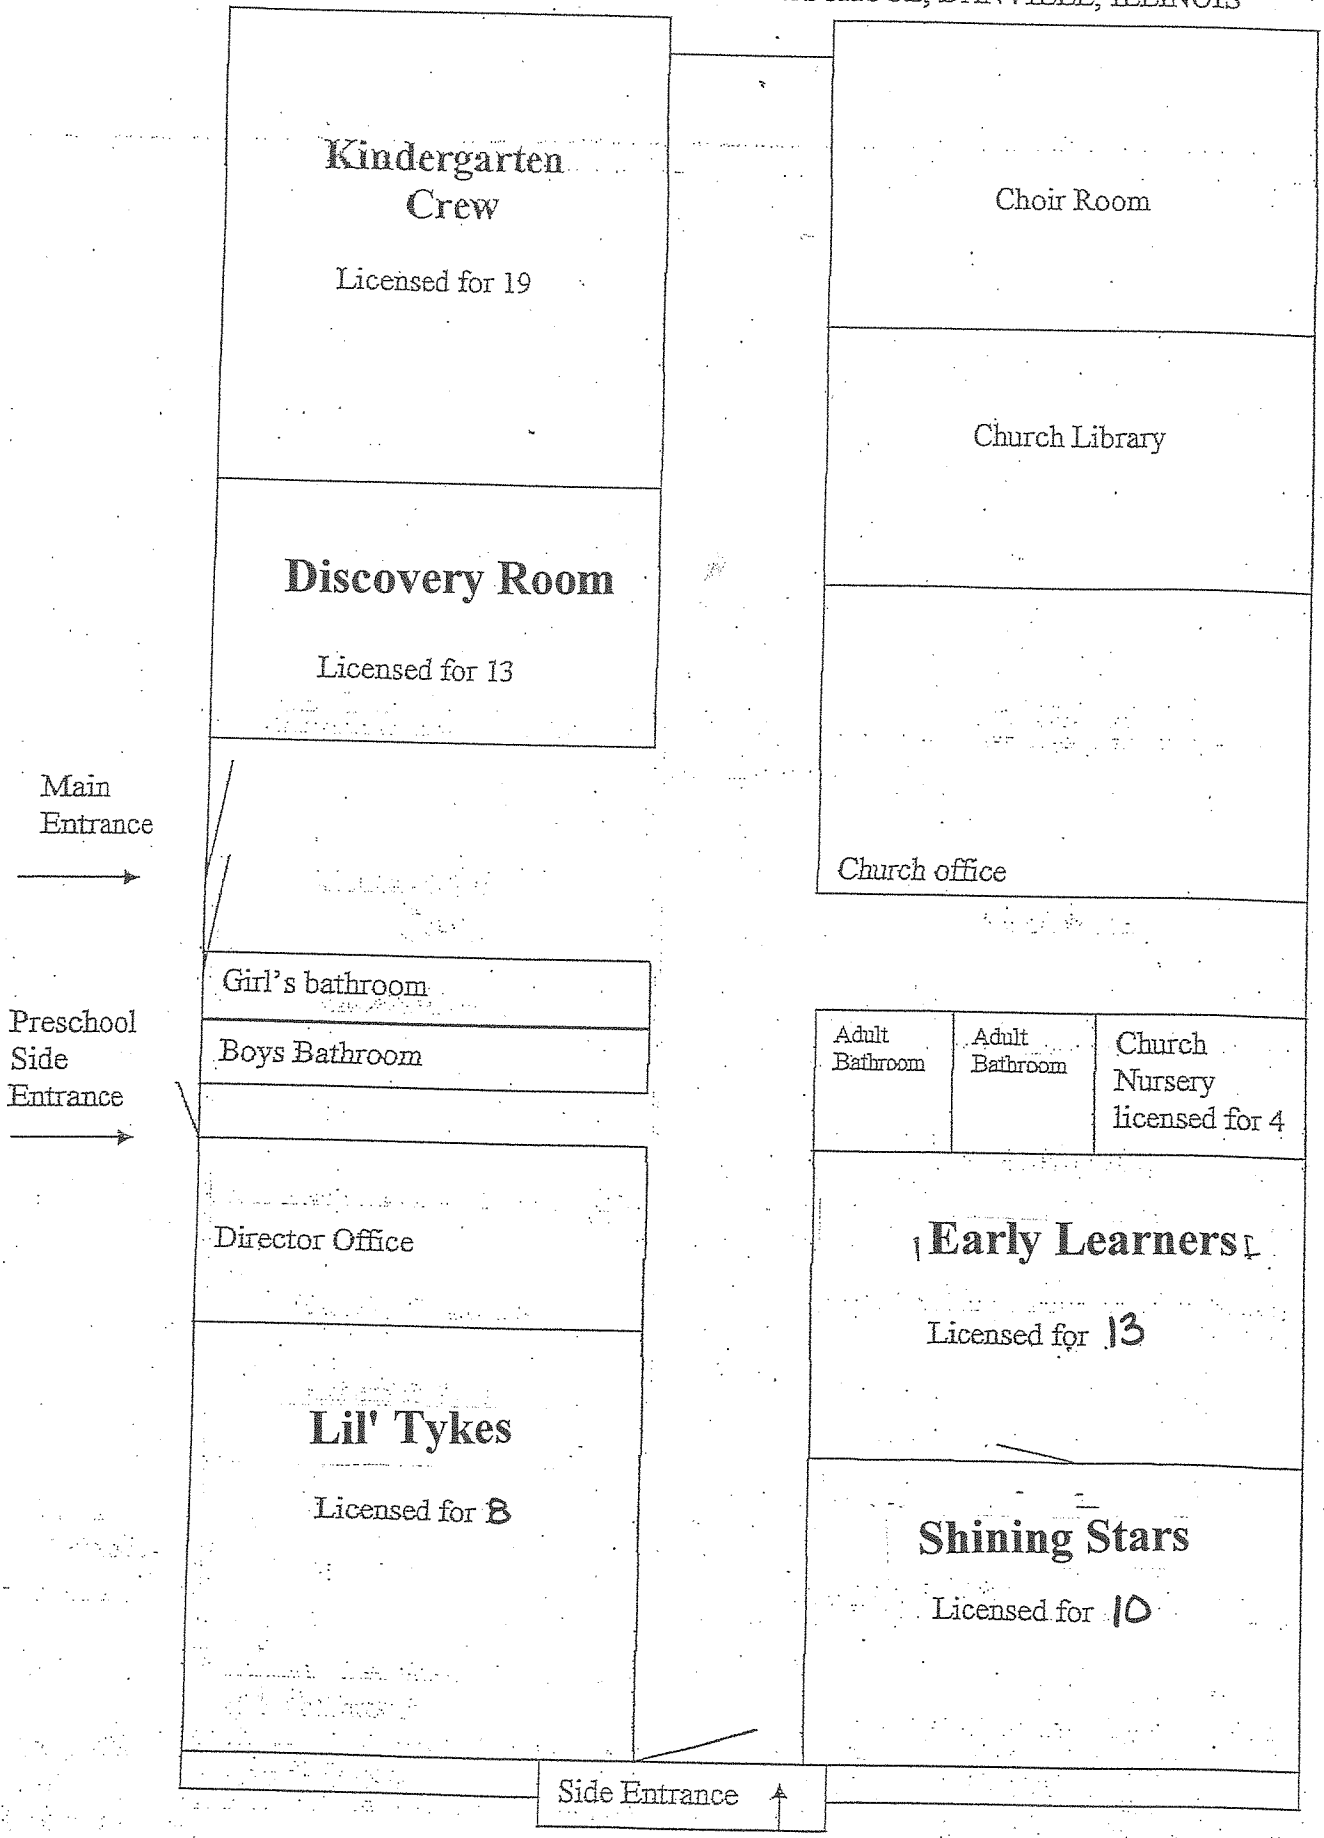 DANVILLE, ILLINOIS
Kindergarten
Crew
Licensed for 19
Choir Room
Church Library
Discovery Room
Licensed for 13
Main
Entrance
Church office
Girl's bathroom
Boys Bathroom
Preschool
Side
Entrance
Adult
Bathroom
Adult
Bathroom
Church
Nursery
licensed for 4
Director Office
Early Learners
Licensed for 13
Lil' Tykes
Licensed for 8
Shining Stars
Licensed for 10
Side Entrance